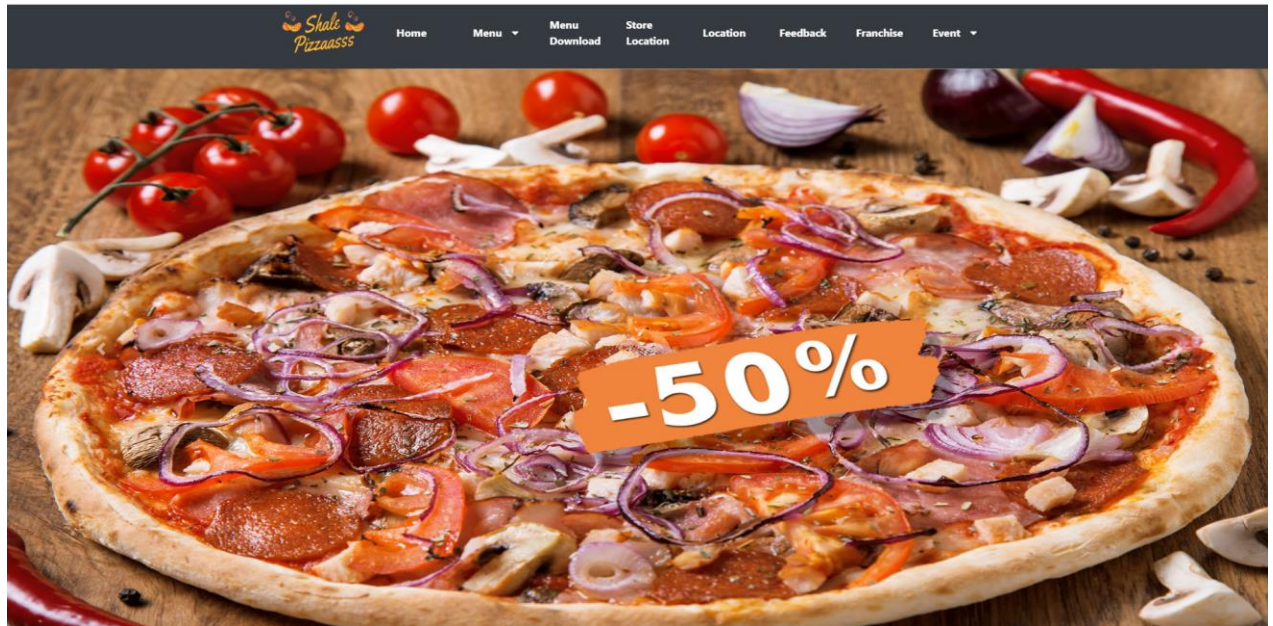 Shale
Pizzaasss
Home
Menu
Menu
Download
Store
Location
Location
Feedback
Franchise
Event
-50%